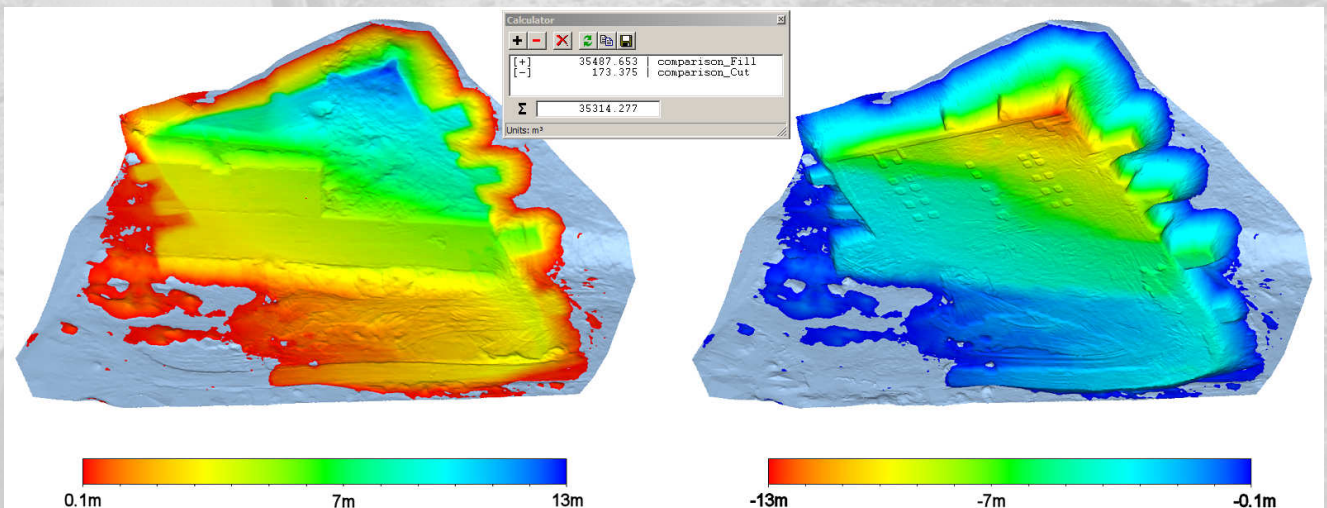 Calculator
[+] 35487.653 | comparison_Fill
[-] 173.375 | comparison_Cut
Σ 35314.277
Units: m³
0.1m 7m 13m
-13m -7m -0.1m